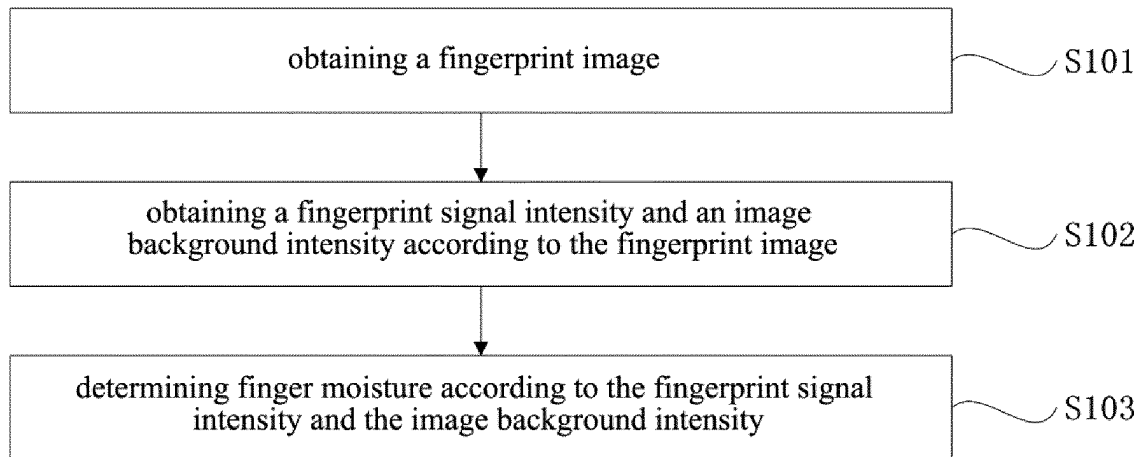 obtaining a fingerprint image
S101
obtaining a fingerprint signal intensity and an image
background intensity according to the fingerprint image
S102
determining finger moisture according to the fingerprint signal
intensity and the image background intensity
S103